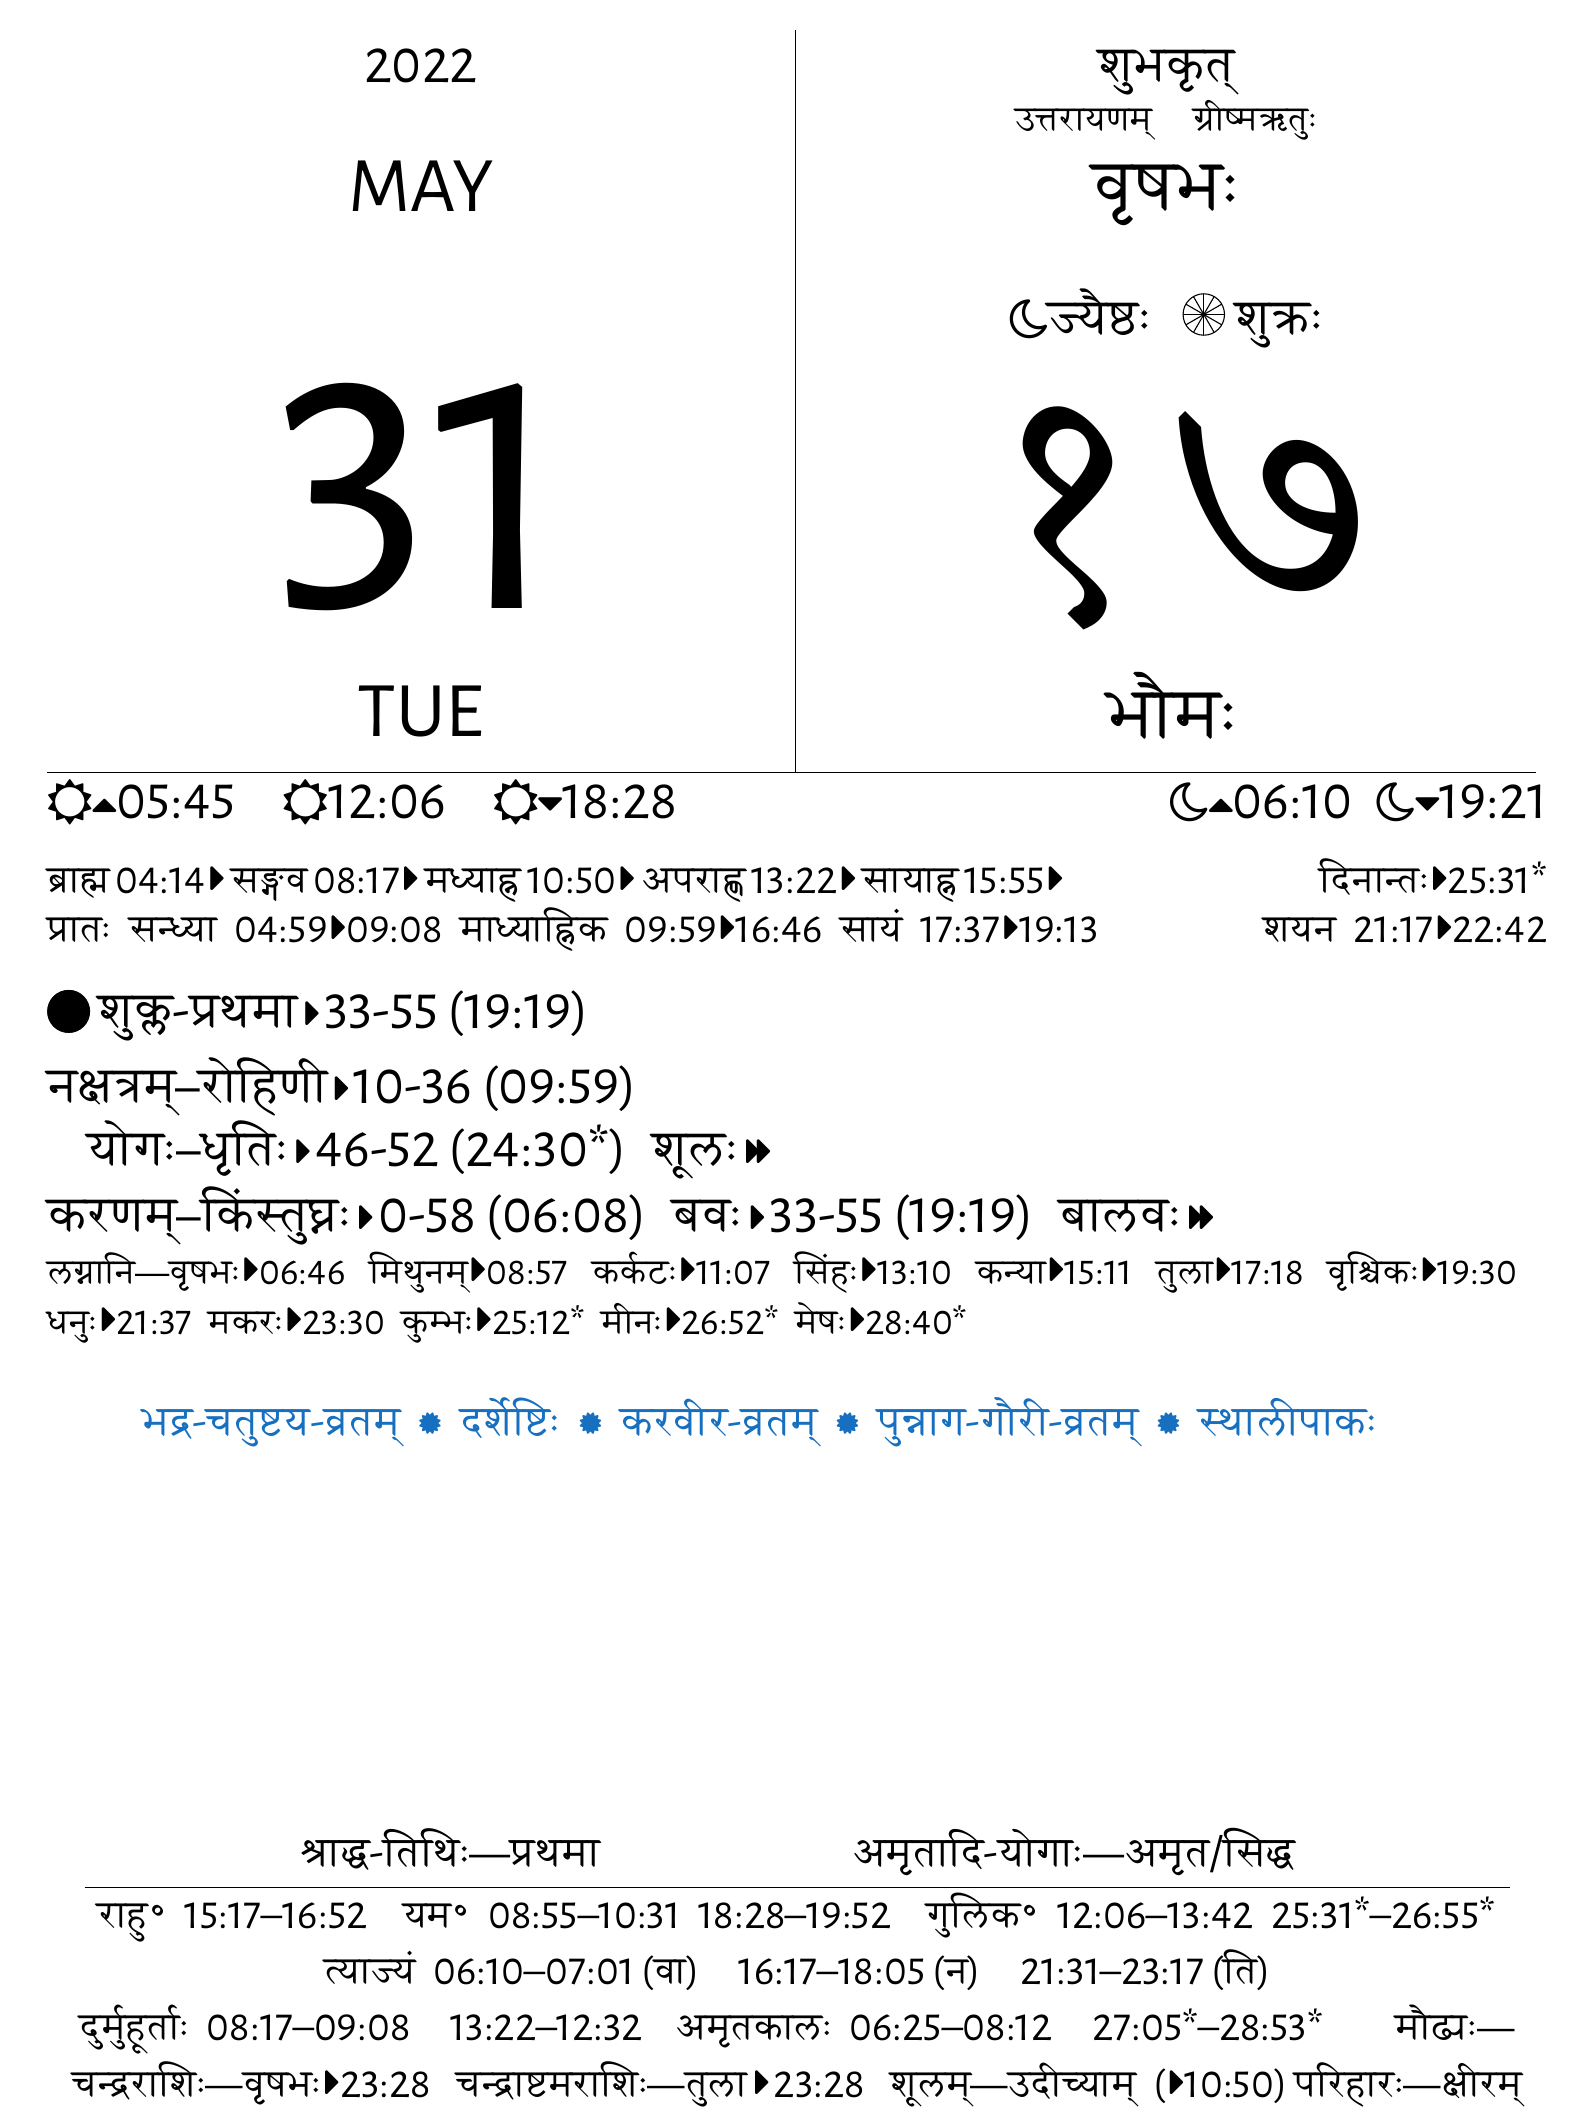 2022
MAY
31
TUE
शुभकृत्
उत्तरायणम् ग्रीष्मऋतुः
वृषभः
ज्यैष्ठः शुक्रः
१७
भौमः
05:45 12:06 18:28 06:10 19:21
ब्राह्म 04:14 सङ्गव 08:17 मध्याह्न 10:50 अपराह्ण 13:22 सायाह्न 15:55 दिनान्तः 25:31*
प्रातः सन्ध्या 04:59 09:08 माध्याह्निक 09:59 16:46 सायं 17:37 19:13 शयन 21:17 22:42
शुक्ल-प्रथमा 33-55 (19:19)
नक्षत्रम्–रोहिणी 10-36 (09:59)
योगः–धृतिः 46-52 (24:30*) शूलः
करणम्–किंस्तुघ्नः 0-58 (06:08) बवः 33-55 (19:19) बालवः
लग्नानि—वृषभः 06:46 मिथुनम् 08:57 कर्कटः 11:07 सिंहः 13:10 कन्या 15:11 तुला 17:18 वृश्चिकः 19:30
धनुः 21:37 मकरः 23:30 कुम्भः 25:12* मीनः 26:52* मेषः 28:40*
भद्र-चतुष्टय-व्रतम् दर्शेष्टिः करवीर-व्रतम् पुन्नाग-गौरी-व्रतम् स्थालीपाकः
श्राद्ध-तिथिः—प्रथमा अमृतादि-योगाः—अमृत/सिद्ध
राहु° 15:17–16:52 यम° 08:55–10:31 18:28–19:52 गुलिक° 12:06–13:42 25:31*–26:55*
त्याज्यं 06:10–07:01 (वा) 16:17–18:05 (न) 21:31–23:17 (ति)
दुर्मुहूर्ताः 08:17–09:08 13:22–12:32 अमृतकालः 06:25–08:12 27:05*–28:53* मौढ्यः—
चन्द्रराशिः—वृषभः 23:28 चन्द्राष्टमराशिः—तुला 23:28 शूलम्—उदीच्याम् (10:50) परिहारः—क्षीरम्